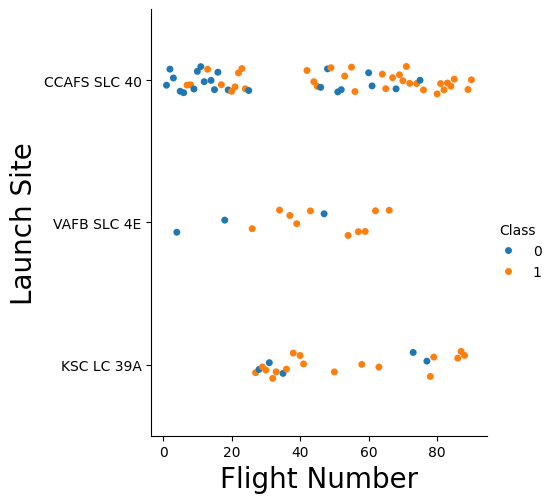 CCAFS SLC 40
VAFB SLC 4E
KSC LC 39A
Launch Site
0 20 40 60 80
Flight Number
Class
0
1